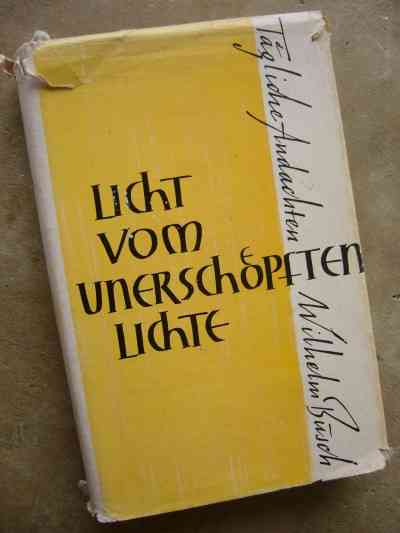 LICHT
VOM
UNERSCHÖPFTEN
LICHTE
Tägliche Andachten Wilhelm Busch